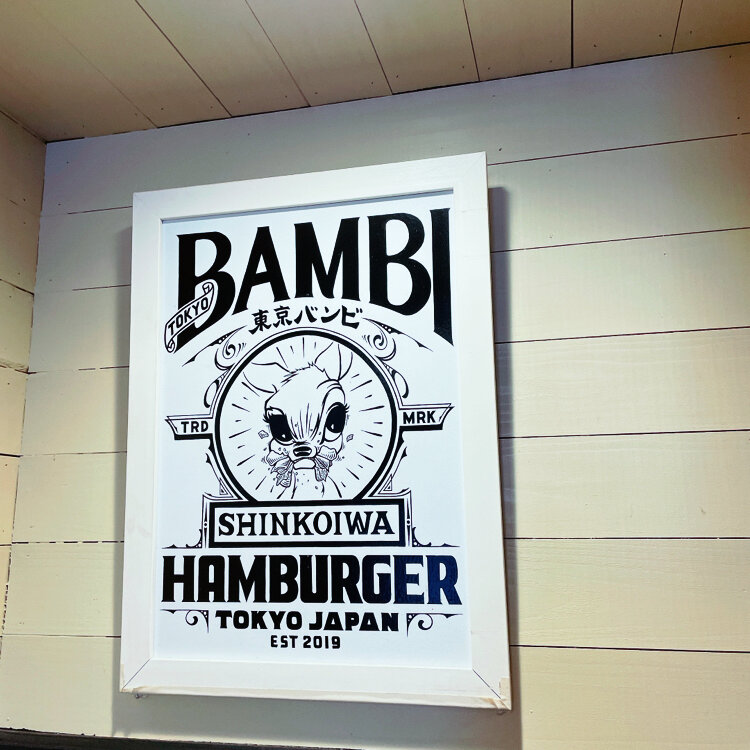 BAMBI
TOKYO
東京バンビ
TRD MRK
SHINKOIWA
HAMBURGER
TOKYO JAPAN
EST 2019